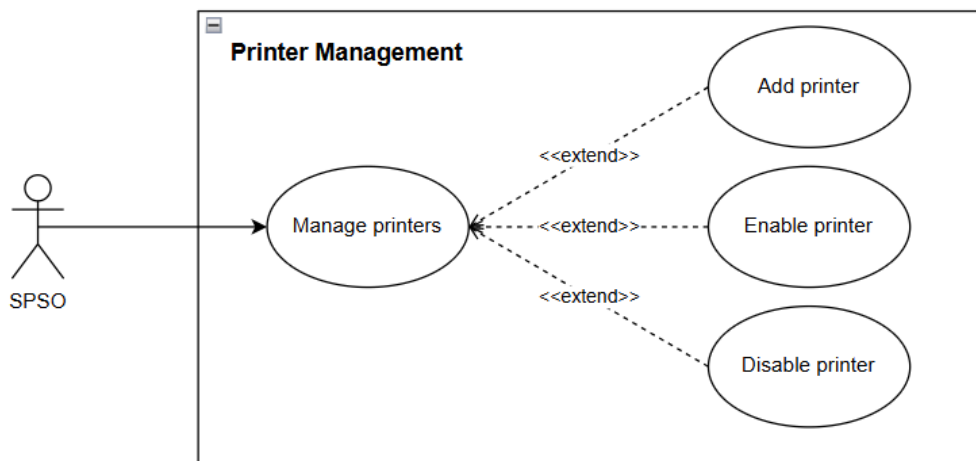 Printer Management
Add printer
<<extend>>
Manage printers
<<extend>>
Enable printer
SPSO
<<extend>>
Disable printer